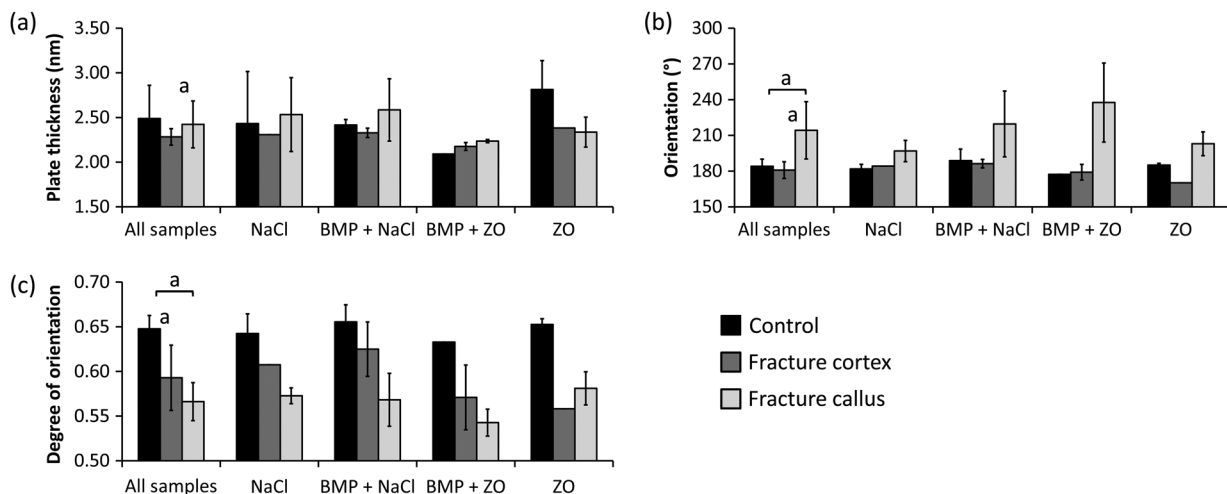 (a)
Plate thickness (nm)
3.50
3.00
2.50
2.00
1.50
a
All samples NaCl BMP + NaCl BMP + ZO ZO
(b)
Orientation (°)
300
270
240
210
180
150
a
a
All samples NaCl BMP + NaCl BMP + ZO ZO
(c)
Degree of orientation
0.70
0.65
0.60
0.55
0.50
a
a
All samples NaCl BMP + NaCl BMP + ZO ZO
Control
Fracture cortex
Fracture callus